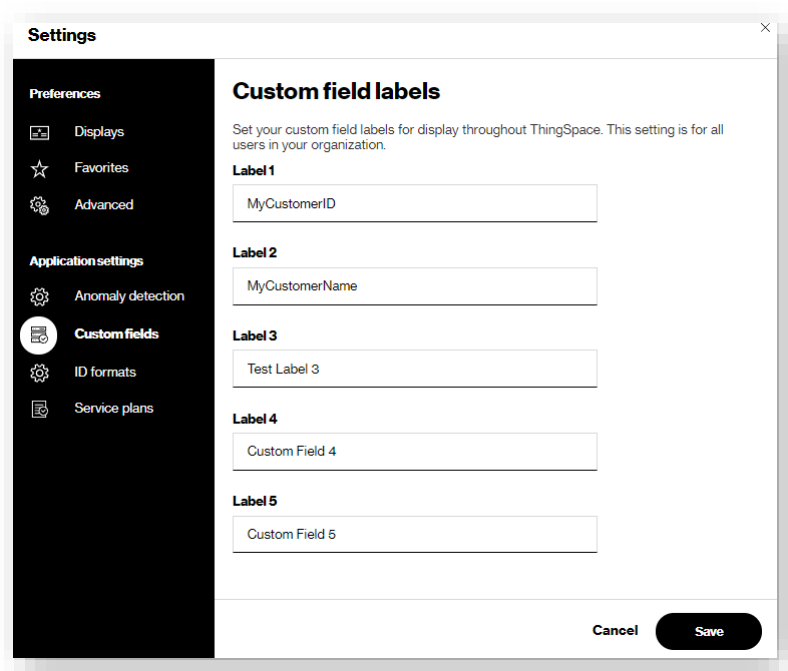 Settings
Preferences
Displays
Favorites
Advanced
Application settings
Anomaly detection
Custom fields
ID formats
Service plans
Custom field labels
Set your custom field labels for display throughout ThingSpace. This setting is for all
users in your organization.
Label 1
MyCustomerID
Label 2
MyCustomerName
Label 3
Test Label 3
Label 4
Custom Field 4
Label 5
Custom Field 5
Cancel
Save